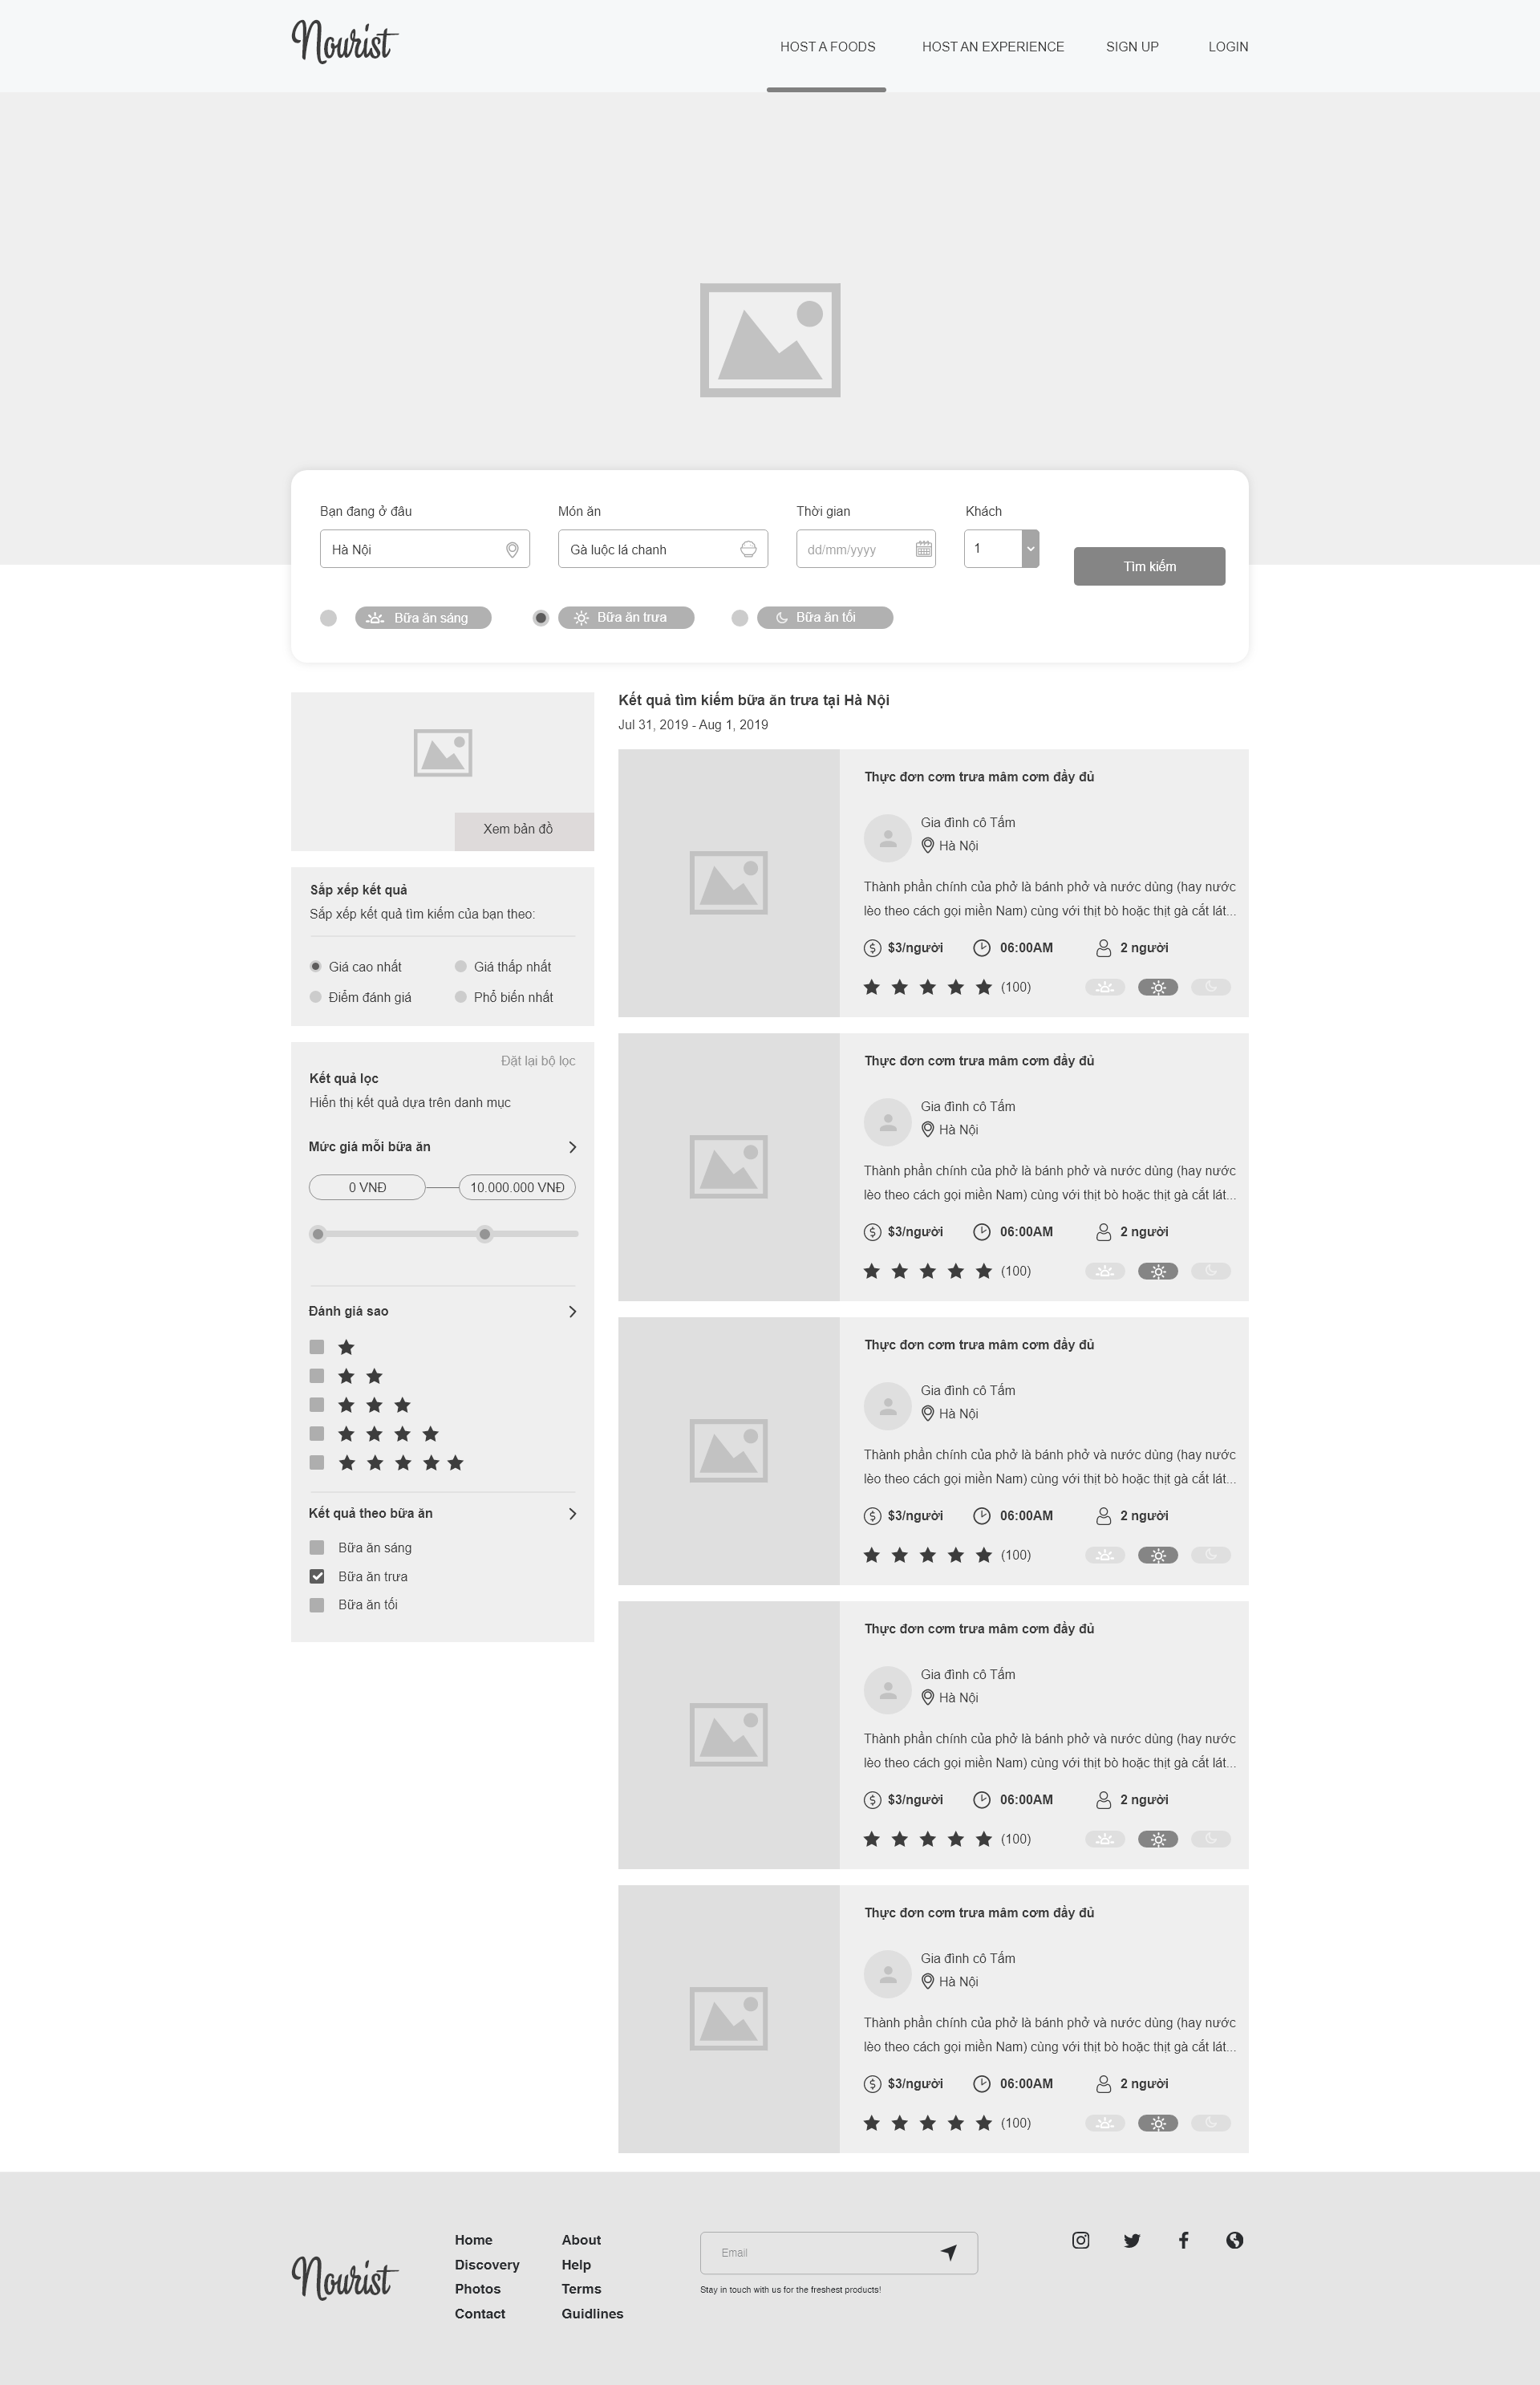 Nourist
HOST A FOODS
HOST AN EXPERIENCE
SIGN UP
LOGIN
Bạn đang ở đâu
Món ăn
Thời gian
Khách
Hà Nội
Gà luộc lá chanh
dd/mm/yyyy
1
Tìm kiếm
Bữa ăn sáng
Bữa ăn trưa
Bữa ăn tối
Xem bản đồ
Sắp xếp kết quả
Sắp xếp kết quả tìm kiếm của bạn theo:
Giá cao nhất
Giá thấp nhất
Điểm đánh giá
Phổ biến nhất
Đặt lại bộ lọc
Kết quả lọc
Hiển thị kết quả dựa trên danh mục
Mức giá mỗi bữa ăn
0 VNĐ
10.000.000 VNĐ
Đánh giá sao
Kết quả theo bữa ăn
Bữa ăn sáng
Bữa ăn trưa
Bữa ăn tối
Kết quả tìm kiếm bữa ăn trưa tại Hà Nội
Jul 31, 2019 - Aug 1, 2019
Thực đơn cơm trưa mâm cơm đầy đủ
Gia đình cô Tấm
Hà Nội
Thành phần chính của phở là bánh phở và nước dùng (hay nước
lèo theo cách gọi miền Nam) cùng với thịt bò hoặc thịt gà cắt lát...
$3/người
06:00AM
2 người
(100)
Thực đơn cơm trưa mâm cơm đầy đủ
Gia đình cô Tấm
Hà Nội
Thành phần chính của phở là bánh phở và nước dùng (hay nước
lèo theo cách gọi miền Nam) cùng với thịt bò hoặc thịt gà cắt lát...
$3/người
06:00AM
2 người
(100)
Thực đơn cơm trưa mâm cơm đầy đủ
Gia đình cô Tấm
Hà Nội
Thành phần chính của phở là bánh phở và nước dùng (hay nước
lèo theo cách gọi miền Nam) cùng với thịt bò hoặc thịt gà cắt lát...
$3/người
06:00AM
2 người
(100)
Thực đơn cơm trưa mâm cơm đầy đủ
Gia đình cô Tấm
Hà Nội
Thành phần chính của phở là bánh phở và nước dùng (hay nước
lèo theo cách gọi miền Nam) cùng với thịt bò hoặc thịt gà cắt lát...
$3/người
06:00AM
2 người
(100)
Thực đơn cơm trưa mâm cơm đầy đủ
Gia đình cô Tấm
Hà Nội
Thành phần chính của phở là bánh phở và nước dùng (hay nước
lèo theo cách gọi miền Nam) cùng với thịt bò hoặc thịt gà cắt lát...
$3/người
06:00AM
2 người
(100)
Nourist
Home
Discovery
Photos
Contact
About
Help
Terms
Guidlines
Email
Stay in touch with us for the freshest products!